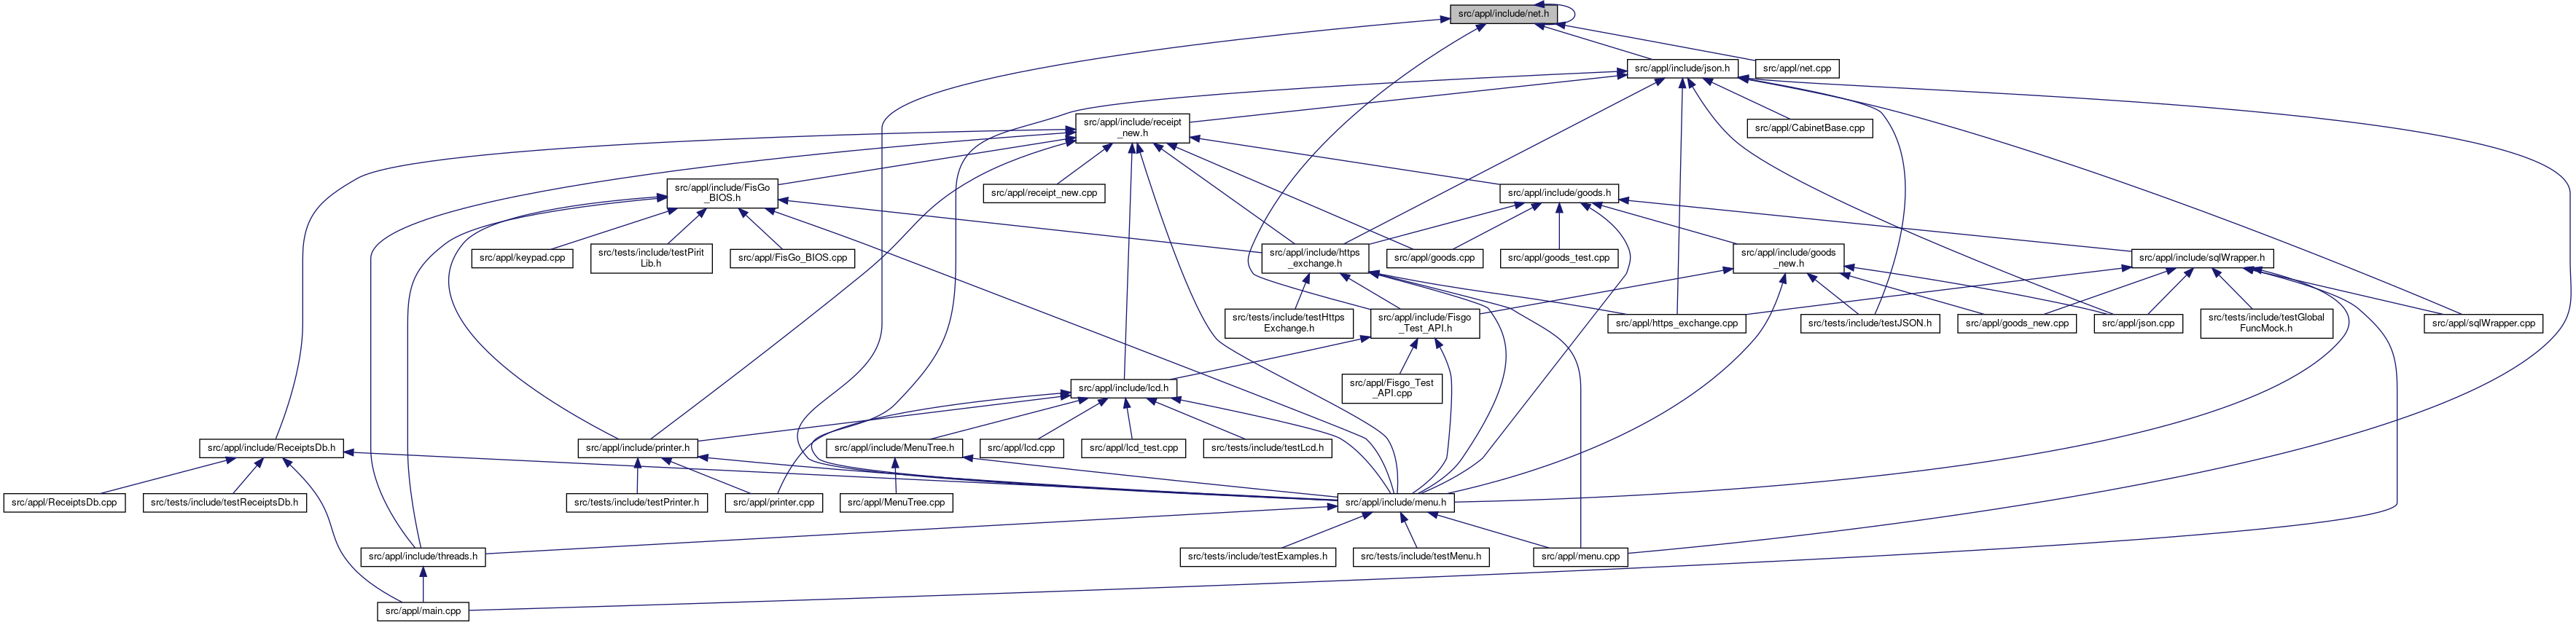 src/appl/include/net.h
src/appl/include/json.h
src/appl/net.cpp
src/appl/include/receipt
_new.h
src/appl/CabinetBase.cpp
src/appl/include/FisGo
_BIOS.h
src/appl/receipt_new.cpp
src/appl/include/goods.h
src/appl/keypad.cpp
src/tests/include/testPirit
Lib.h
src/appl/FisGo_BIOS.cpp
src/appl/include/https
_exchange.h
src/appl/goods.cpp
src/appl/goods_test.cpp
src/appl/include/goods
_new.h
src/appl/include/sqlWrapper.h
src/tests/include/testHttps
Exchange.h
src/appl/include/Fisgo
_Test_API.h
src/appl/https_exchange.cpp
src/tests/include/testJSON.h
src/appl/goods_new.cpp
src/appl/json.cpp
src/tests/include/testGlobal
FuncMock.h
src/appl/sqlWrapper.cpp
src/appl/include/lcd.h
src/appl/Fisgo_Test
_API.cpp
src/appl/include/ReceiptsDb.h
src/appl/include/printer.h
src/appl/include/MenuTree.h
src/appl/lcd.cpp
src/appl/lcd_test.cpp
src/tests/include/testLcd.h
src/appl/ReceiptsDb.cpp
src/tests/include/testReceiptsDb.h
src/tests/include/testPrinter.h
src/appl/printer.cpp
src/appl/MenuTree.cpp
src/appl/include/menu.h
src/appl/include/threads.h
src/tests/include/testExamples.h
src/tests/include/testMenu.h
src/appl/menu.cpp
src/appl/main.cpp